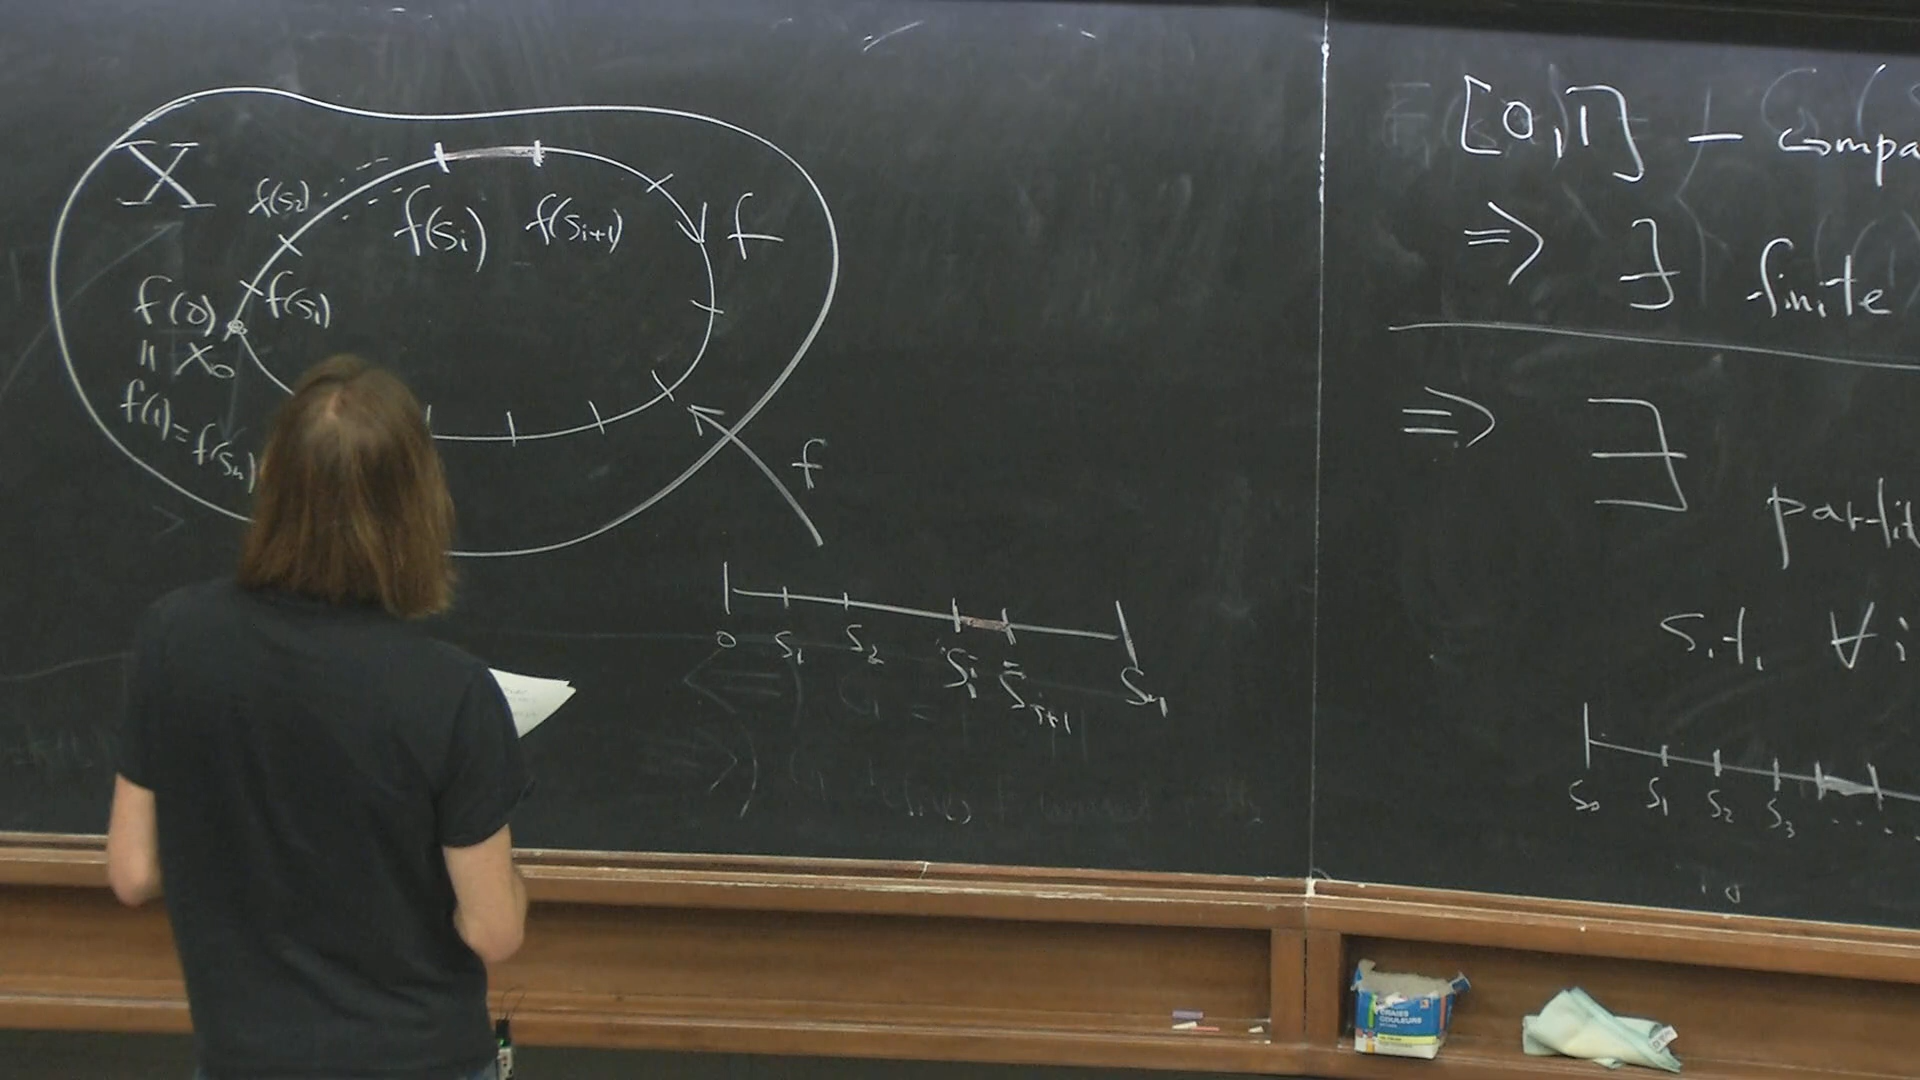 X
f(s₂)
f(sᵢ) f(sᵢ₊₁) f
f(0) f(s₁)
ıı x₀
f(1)=f(sₙ)
f
0 s₁ s₂ sᵢ sᵢ₊₁ sₙ
[0,1] – compa
⇒ ∃ finite
⇒ ∃
partit
s.t. ∀i
s₀ s₁ s₂ s₃ ....
CRAIES
COULEURS